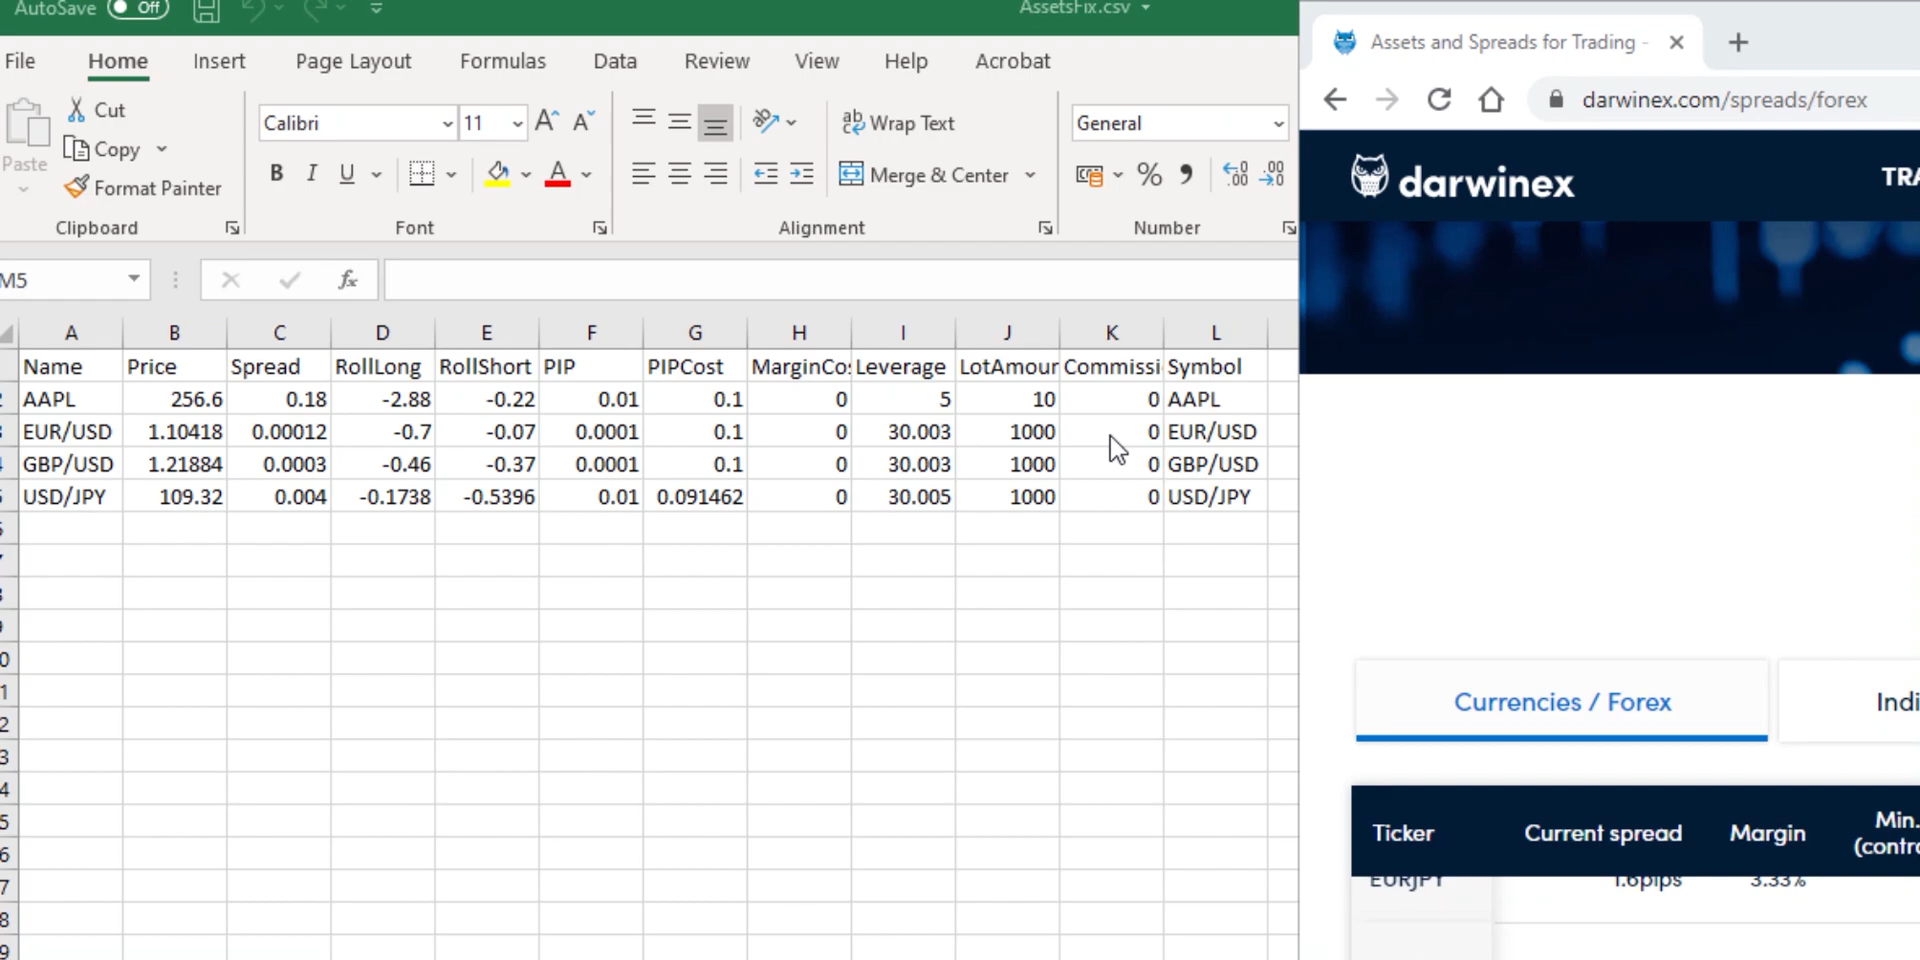 AutoSave Off
AssetsFix.csv
File Home Insert Page Layout Formulas Data Review View Help Acrobat
Paste
Cut
Copy
Format Painter
Clipboard
Calibri 11
B I U
Font
Wrap Text
Merge & Center
Alignment
General
Number
M5
fx
A B C D E F G H I J K L
Name Price Spread RollLong RollShort PIP PIPCost MarginCos Leverage LotAmour Commissi Symbol
AAPL 256.6 0.18 -2.88 -0.22 0.01 0.1 0 5 10 0 AAPL
EUR/USD 1.10418 0.00012 -0.7 -0.07 0.0001 0.1 0 30.003 1000 0 EUR/USD
GBP/USD 1.21884 0.0003 -0.46 -0.37 0.0001 0.1 0 30.003 1000 0 GBP/USD
USD/JPY 109.32 0.004 -0.1738 -0.5396 0.01 0.091462 0 30.005 1000 0 USD/JPY
Assets and Spreads for Trading -
darwinex.com/spreads/forex
darwinex
TRA
Currencies / Forex
Indi
Ticker Current spread Margin Min.
(contra
EURJPY 1.6pips 3.33%